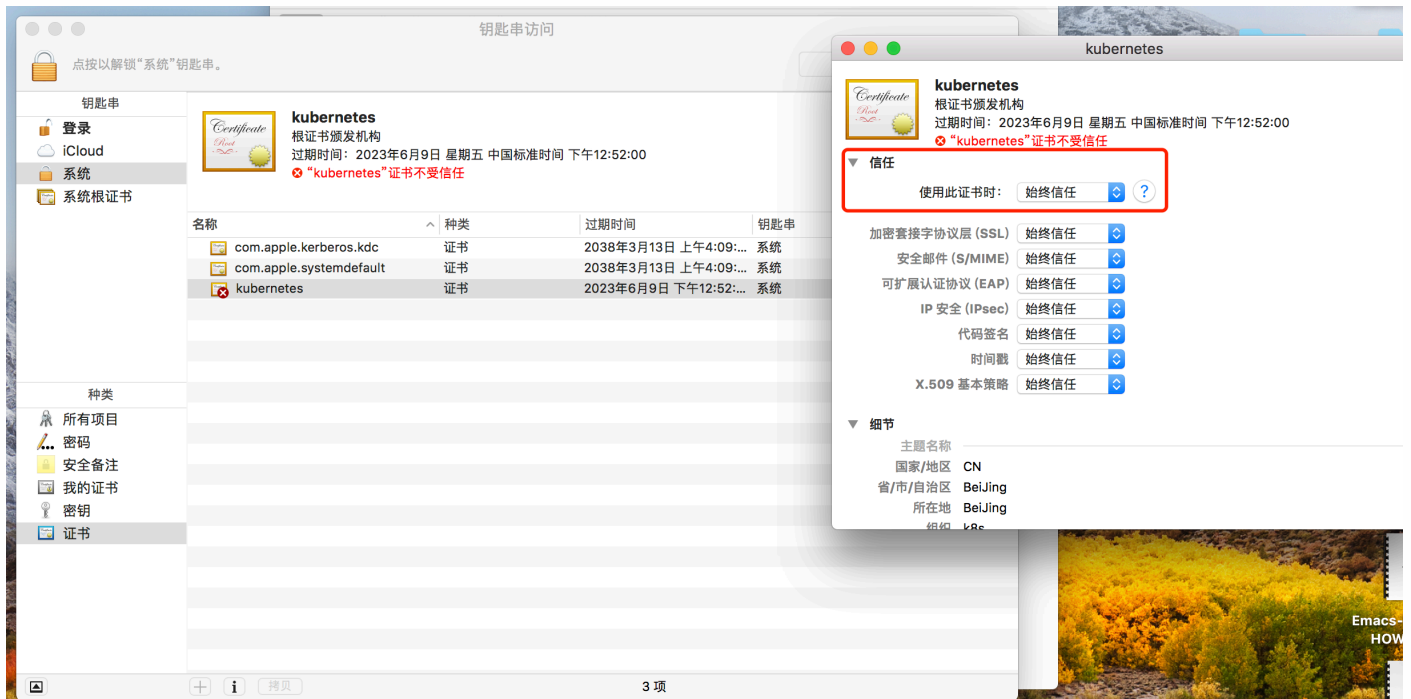 钥匙串访问
点按以解锁“系统”钥匙串。
钥匙串
登录
iCloud
系统
系统根证书
Certificate
Root
kubernetes
根证书颁发机构
过期时间：2023年6月9日 星期五 中国标准时间 下午12:52:00
“kubernetes”证书不受信任
名称 种类 过期时间 钥匙串
com.apple.kerberos.kdc 证书 2038年3月13日 上午4:09:... 系统
com.apple.systemdefault 证书 2038年3月13日 上午4:09:... 系统
kubernetes 证书 2023年6月9日 下午12:52:... 系统
种类
所有项目
密码
安全备注
我的证书
密钥
证书
拷贝
3 项
kubernetes
Certificate
Root
kubernetes
根证书颁发机构
过期时间：2023年6月9日 星期五 中国标准时间 下午12:52:00
“kubernetes”证书不受信任
信任
使用此证书时： 始终信任 ?
加密套接字协议层 (SSL) 始终信任
安全邮件 (S/MIME) 始终信任
可扩展认证协议 (EAP) 始终信任
IP 安全 (IPsec) 始终信任
代码签名 始终信任
时间戳 始终信任
X.509 基本策略 始终信任
细节
主题名称
国家/地区 CN
省/市/自治区 BeiJing
所在地 BeiJing
组织 k8s
Emacs-
HOW